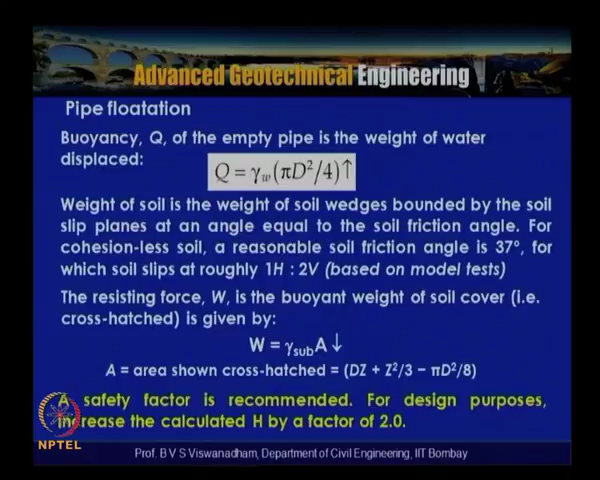 Advanced Geotechnical Engineering
Pipe floatation
Buoyancy, Q, of the empty pipe is the weight of water
displaced:
Q = γw(πD²/4)↑
Weight of soil is the weight of soil wedges bounded by the soil
slip planes at an angle equal to the soil friction angle. For
cohesion-less soil, a reasonable soil friction angle is 37°, for
which soil slips at roughly 1H : 2V (based on model tests)
The resisting force, W, is the buoyant weight of soil cover (i.e.
cross-hatched) is given by:
W = γsubA ↓
A = area shown cross-hatched = (DZ + Z²/3 − πD²/8)
A safety factor is recommended. For design purposes,
increase the calculated H by a factor of 2.0.
NPTEL
Prof. B V S Viswanadham, Department of Civil Engineering, IIT Bombay